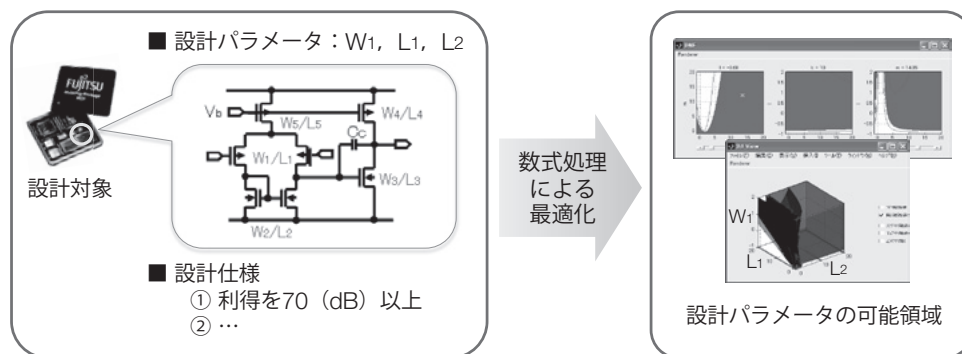 ■ 設計パラメータ：W1，L1，L2
FUJITSU
設計対象
Vb
W5/L5
W4/L4
Cc
W1/L1
W3/L3
W2/L2
■ 設計仕様
① 利得を70（dB）以上
② …
数式処理
による
最適化
W1
L1
L2
設計パラメータの可能領域